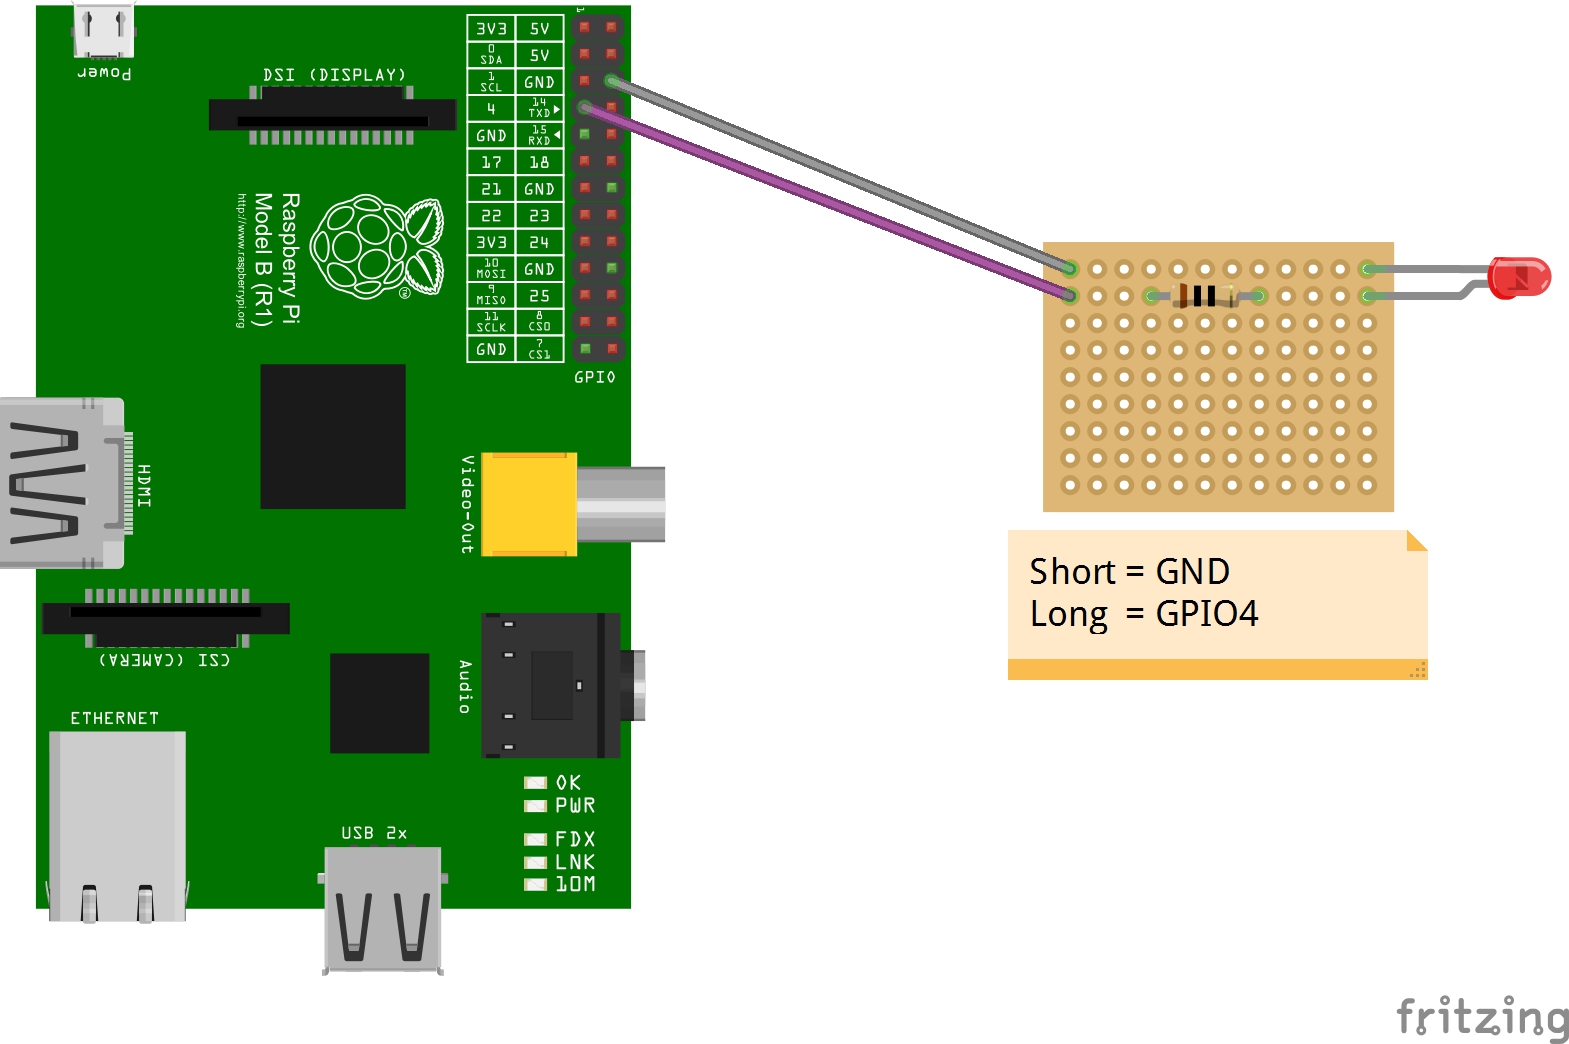 1
3V3 5V
0 SDA 5V
1 SCL GND
4 14 TXD
GND 15 RXD
17 18
21 GND
22 23
3V3 24
10 MOSI GND
9 MISO 25
11 SCLK 8 CS0
GND 7 CS1
GPIO
Power
DSI (DISPLAY)
Raspberry Pi
Model B (R1)
http://www.raspberrypi.org
TM
HDMI
Video-Out
CSI (CAMERA)
Audio
ETHERNET
USB 2x
OK
PWR
FDX
LNK
10M
Short = GND
Long = GPIO4
fritzing